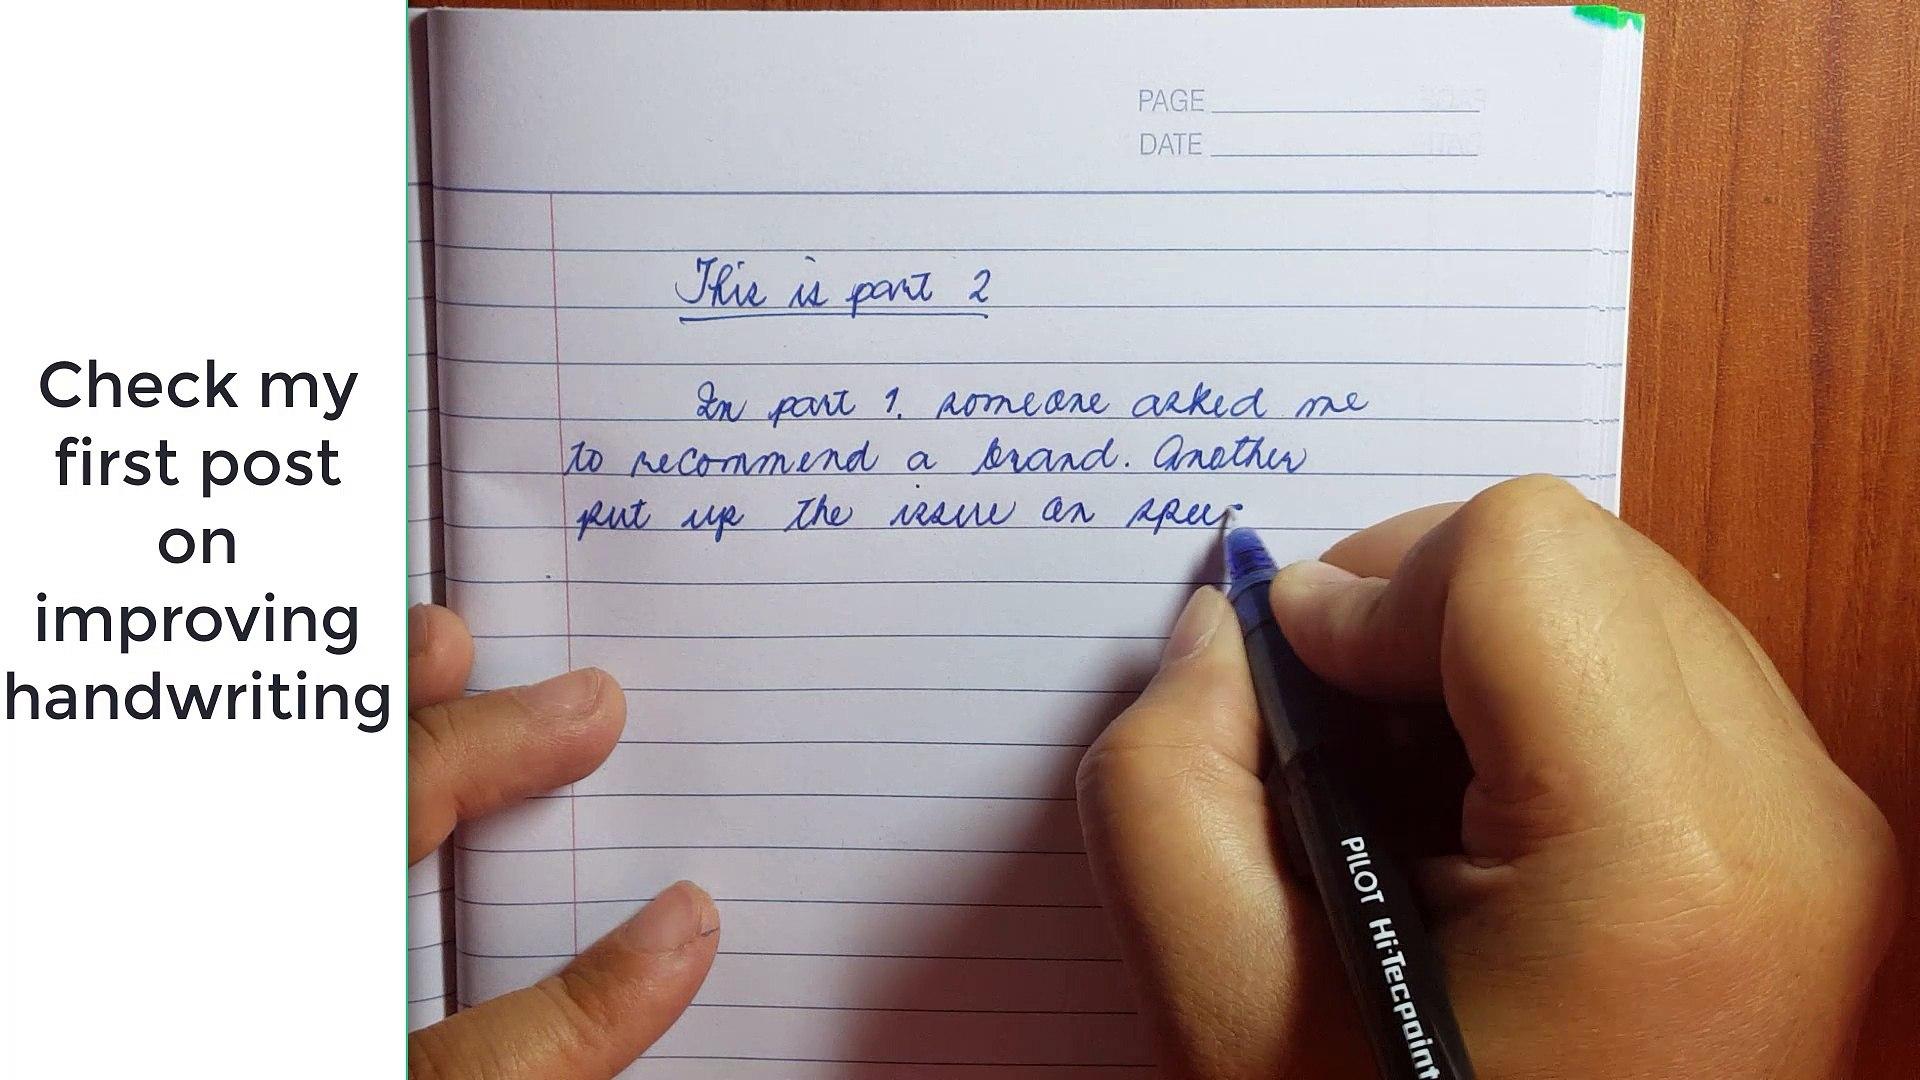 Check my
first post
on
improving
handwriting
PAGE
DATE
This is part 2
In part 1, someone asked me
to recommend a brand. Another
put up the issue on
PILOT Hi-Tecpoint